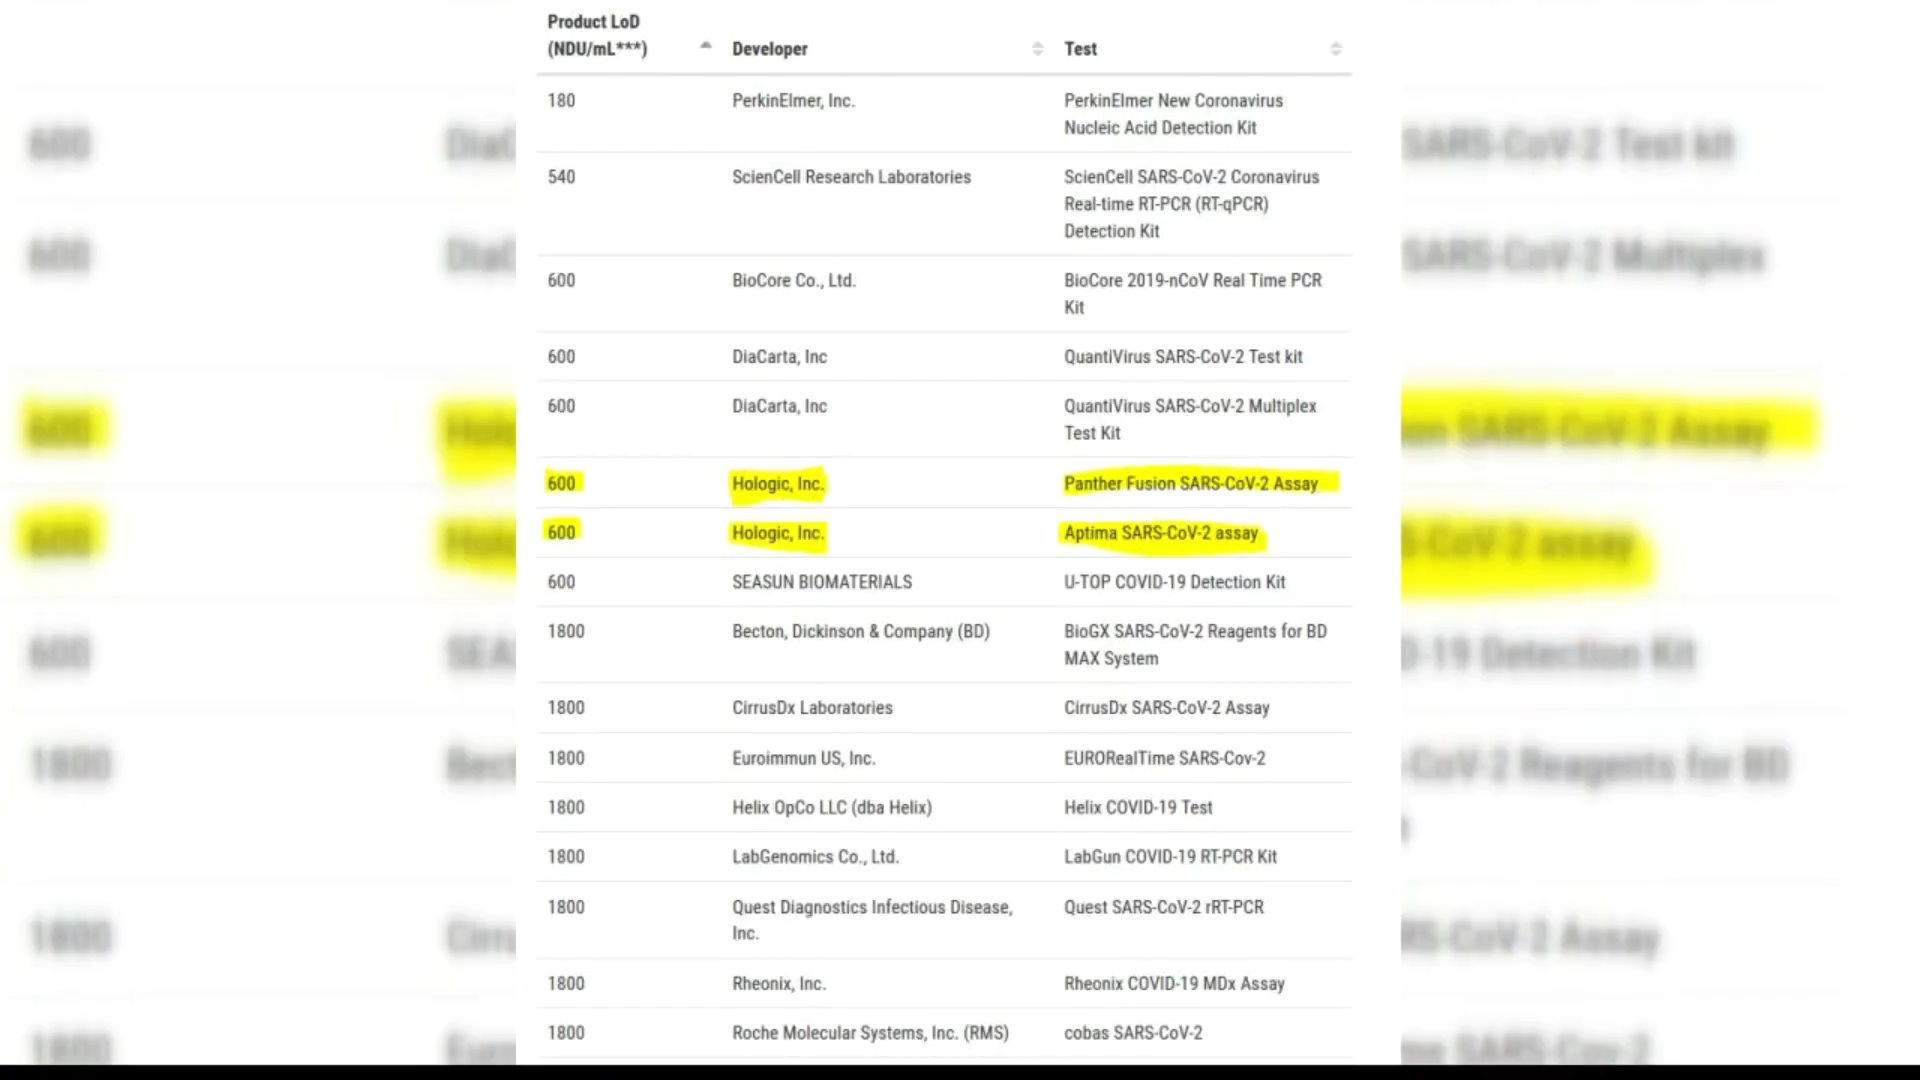 Product LoD
(NDU/mL***) Developer Test
180 PerkinElmer, Inc. PerkinElmer New Coronavirus
Nucleic Acid Detection Kit
540 ScienCell Research Laboratories ScienCell SARS-CoV-2 Coronavirus
Real-time RT-PCR (RT-qPCR)
Detection Kit
600 BioCore Co., Ltd. BioCore 2019-nCoV Real Time PCR
Kit
600 DiaCarta, Inc QuantiVirus SARS-CoV-2 Test kit
600 DiaCarta, Inc QuantiVirus SARS-CoV-2 Multiplex
Test Kit
600 Hologic, Inc. Panther Fusion SARS-CoV-2 Assay
600 Hologic, Inc. Aptima SARS-CoV-2 assay
600 SEASUN BIOMATERIALS U-TOP COVID-19 Detection Kit
1800 Becton, Dickinson & Company (BD) BioGX SARS-CoV-2 Reagents for BD
MAX System
1800 CirrusDx Laboratories CirrusDx SARS-CoV-2 Assay
1800 Euroimmun US, Inc. EURORealTime SARS-Cov-2
1800 Helix OpCo LLC (dba Helix) Helix COVID-19 Test
1800 LabGenomics Co., Ltd. LabGun COVID-19 RT-PCR Kit
1800 Quest Diagnostics Infectious Disease, Quest SARS-CoV-2 rRT-PCR
Inc.
1800 Rheonix, Inc. Rheonix COVID-19 MDx Assay
1800 Roche Molecular Systems, Inc. (RMS) cobas SARS-CoV-2